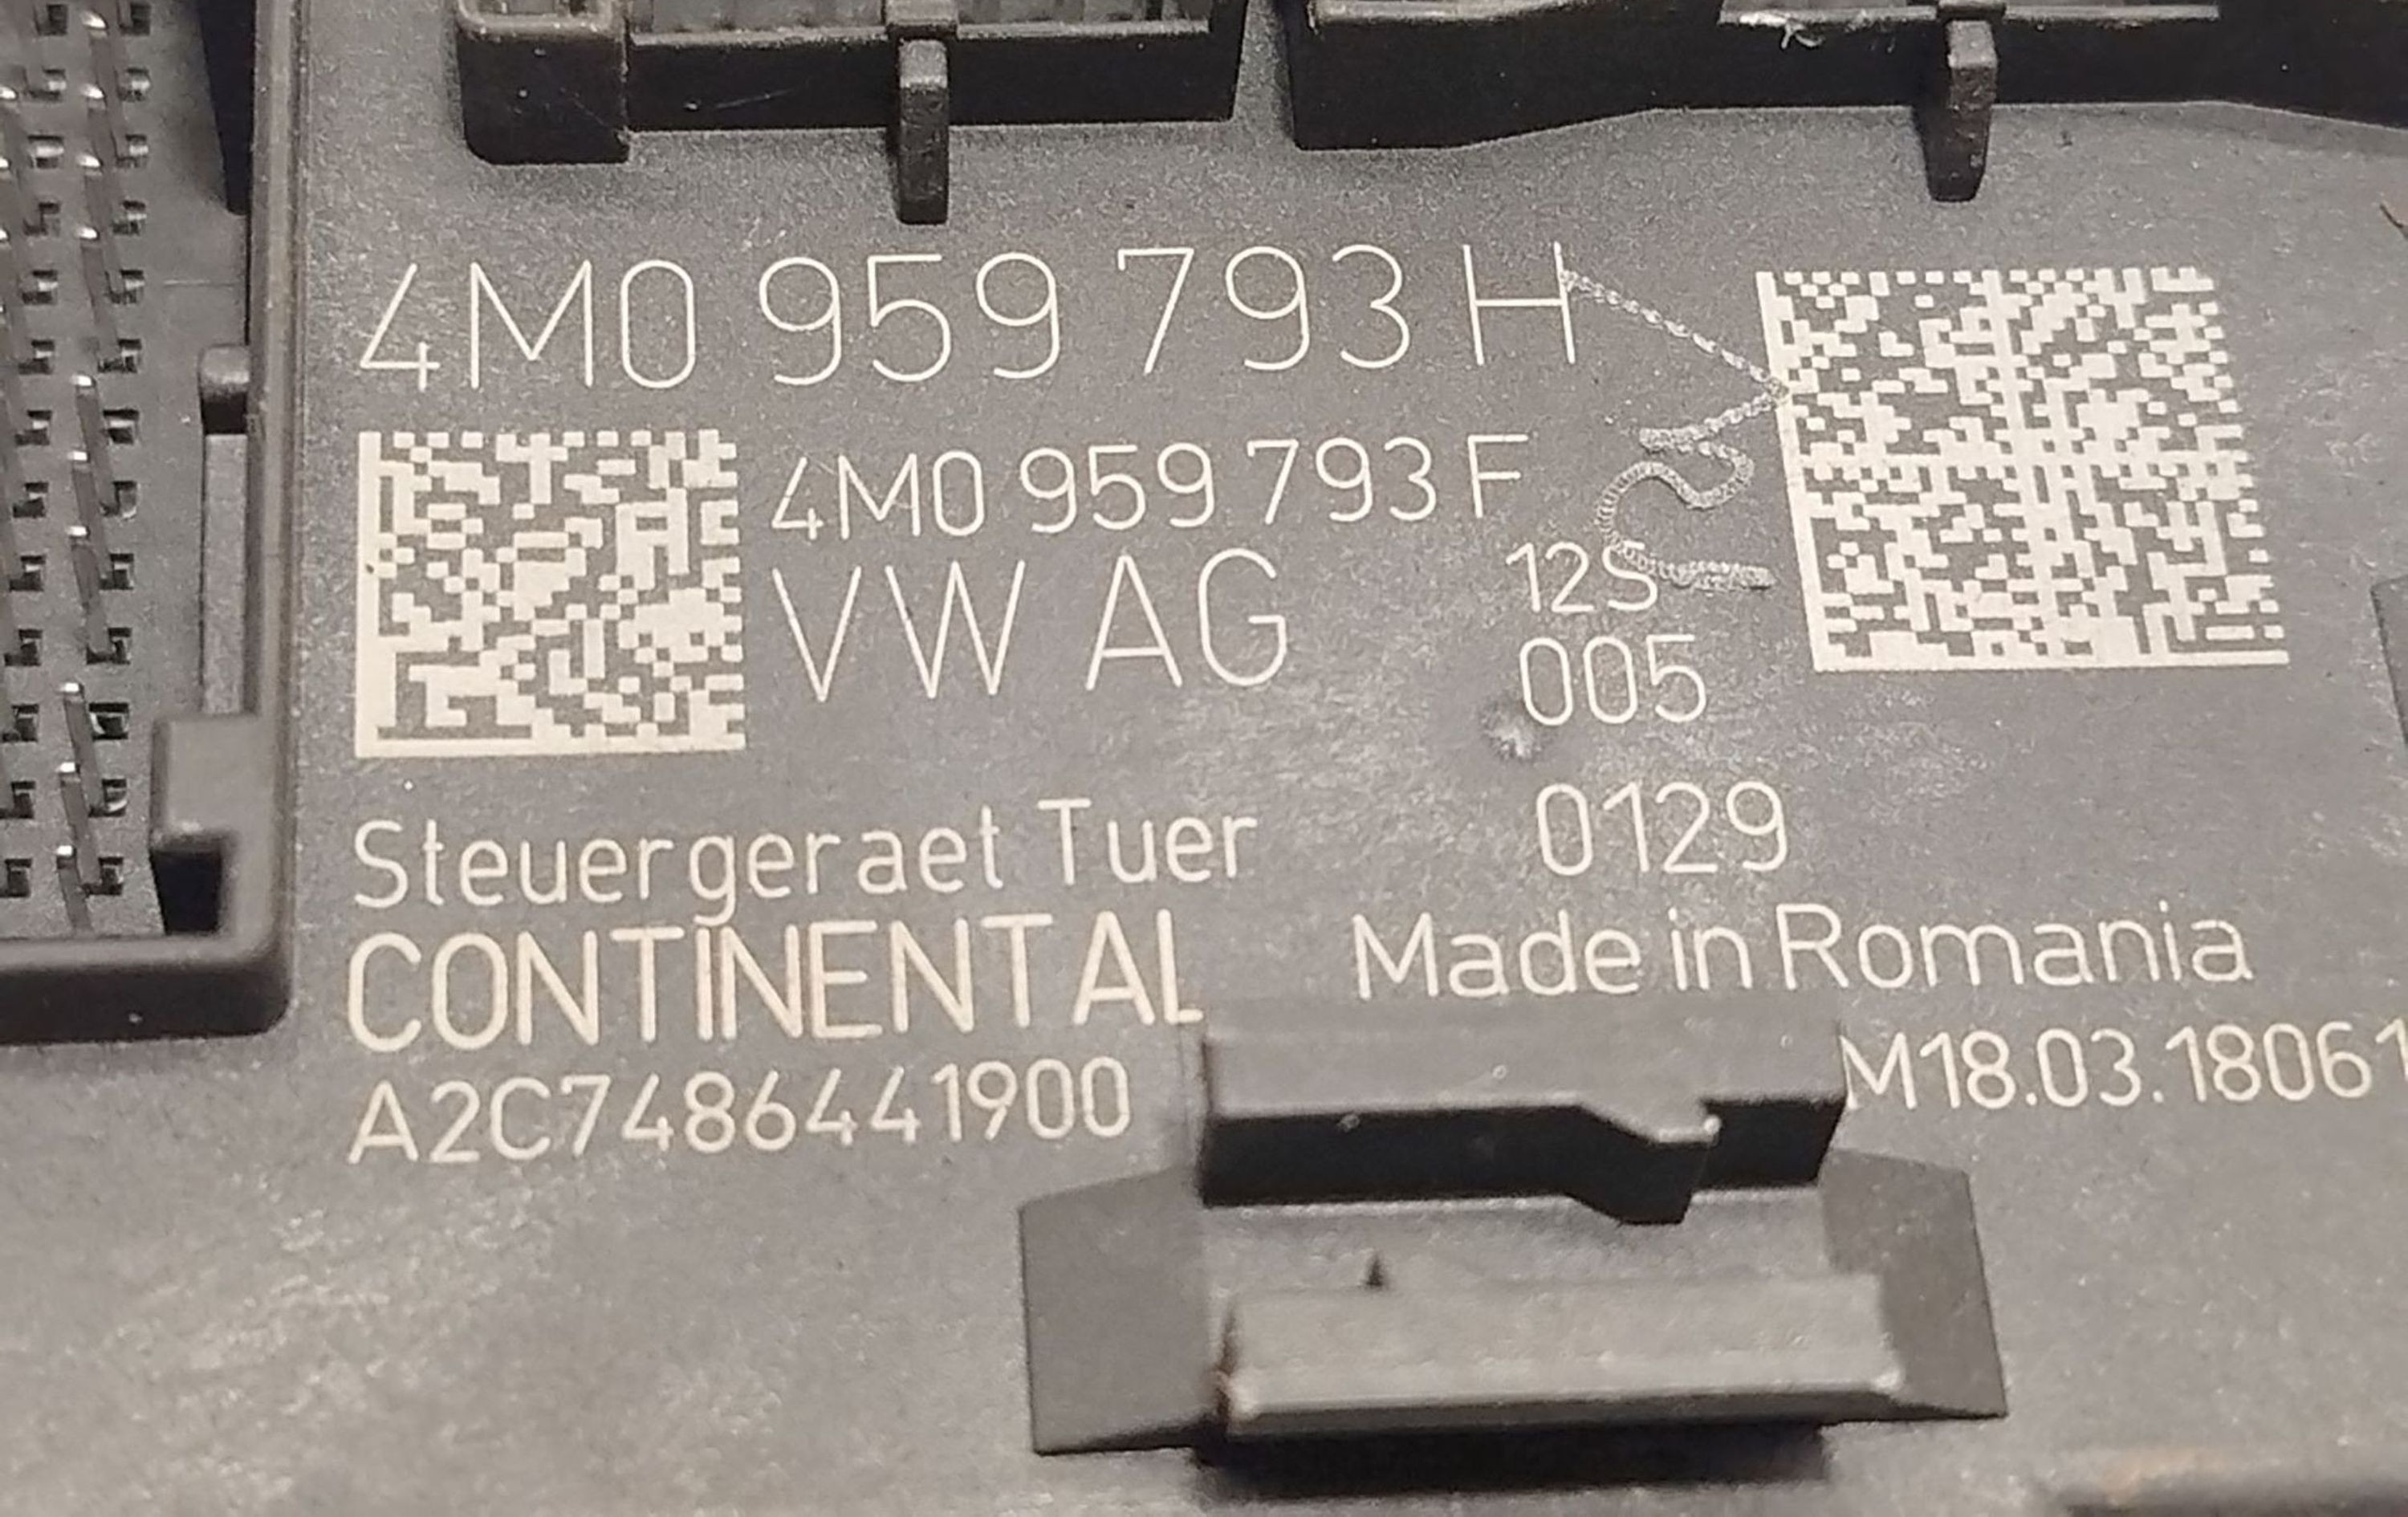 4M0 959 793 H
4M0 959 793 F
VW AG
12S
005
0129
Steuergeraet Tuer
CONTINENTAL
Made in Romania
A2C7486441900
M18.03.18061